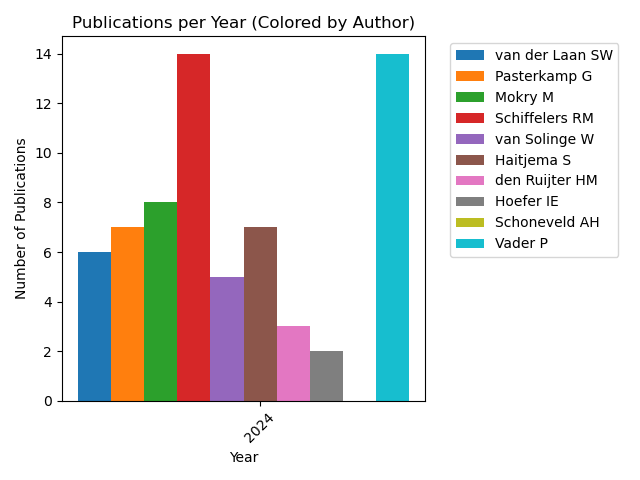 Publications per Year (Colored by Author)
14
12
10
8
6
4
2
0
Number of Publications
2024
Year
van der Laan SW
Pasterkamp G
Mokry M
Schiffelers RM
van Solinge W
Haitjema S
den Ruijter HM
Hoefer IE
Schoneveld AH
Vader P